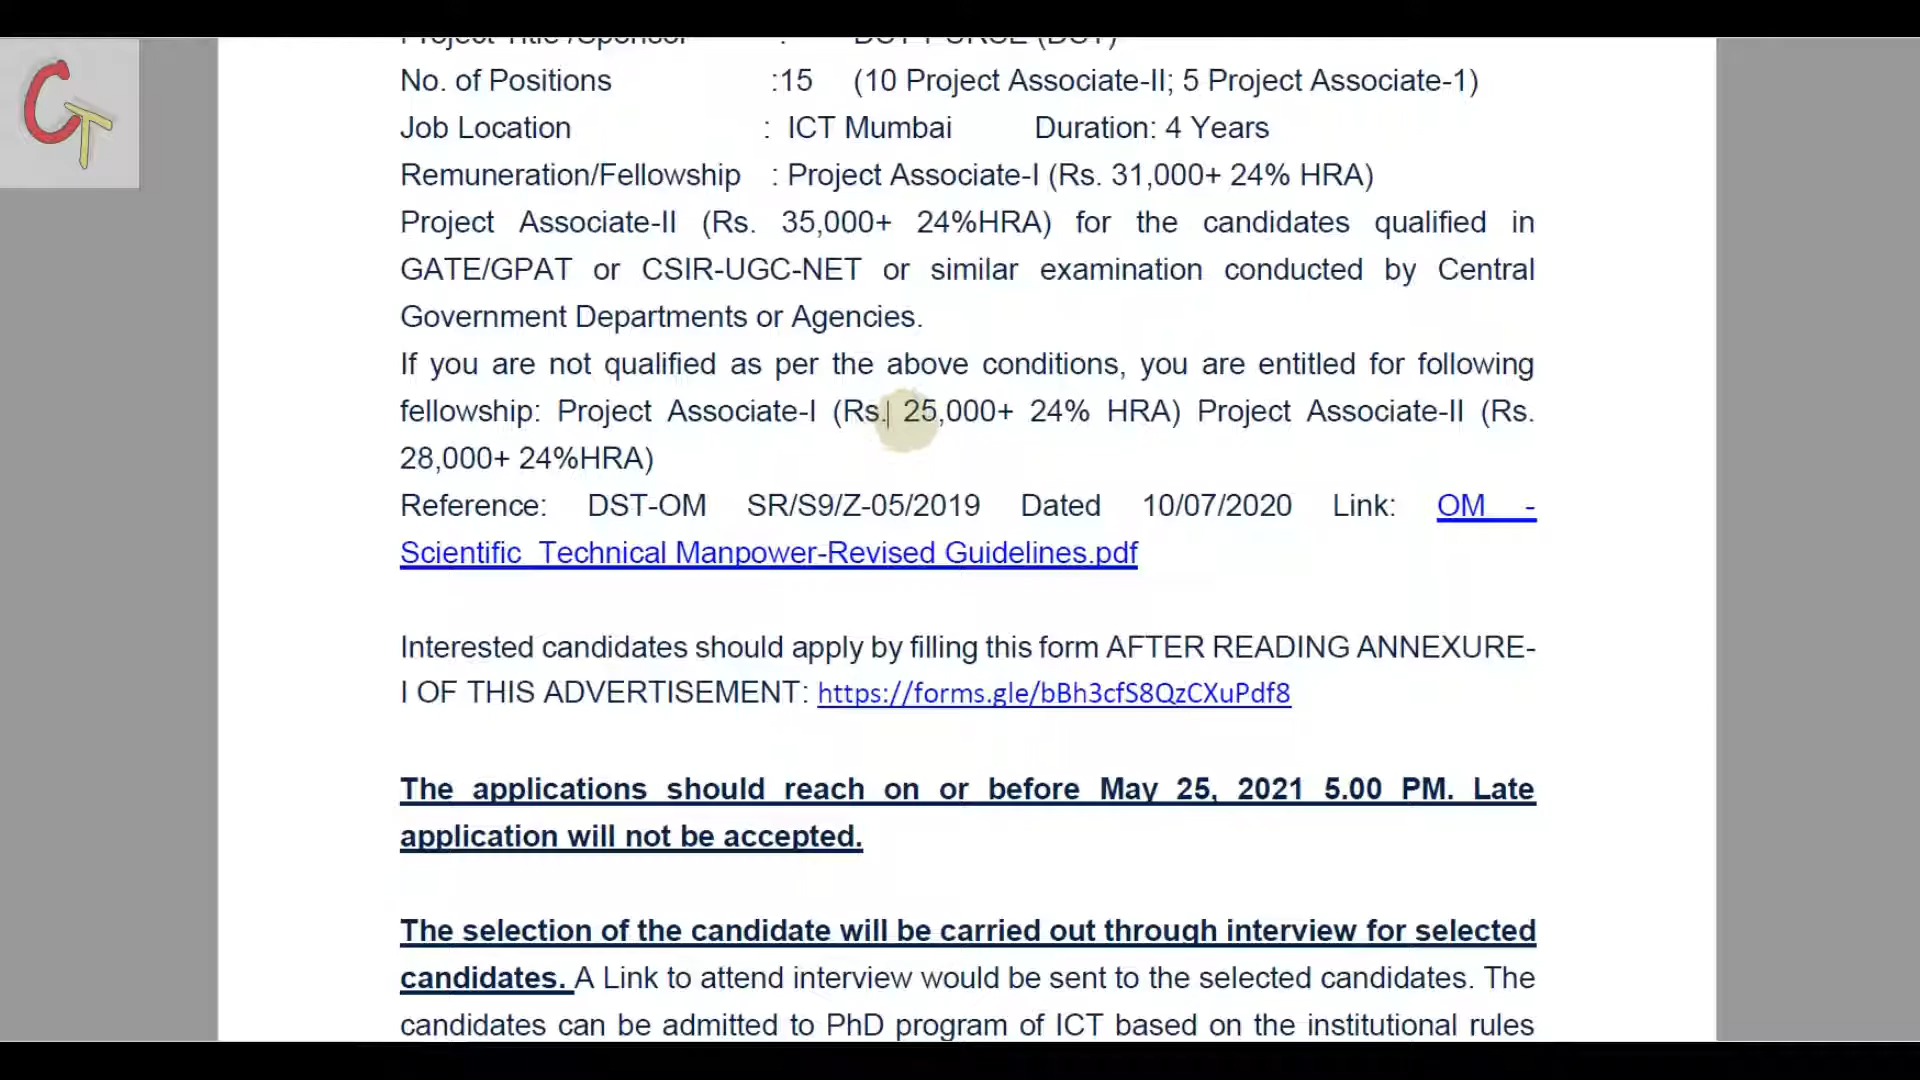 CT
Project Title /Sponsor : DST PURSE (DST)
No. of Positions :15 (10 Project Associate-II; 5 Project Associate-1)
Job Location : ICT Mumbai Duration: 4 Years
Remuneration/Fellowship : Project Associate-I (Rs. 31,000+ 24% HRA)
Project Associate-II (Rs. 35,000+ 24%HRA) for the candidates qualified in
GATE/GPAT or CSIR-UGC-NET or similar examination conducted by Central
Government Departments or Agencies.
If you are not qualified as per the above conditions, you are entitled for following
fellowship: Project Associate-I (Rs. 25,000+ 24% HRA) Project Associate-II (Rs.
28,000+ 24%HRA)
Reference: DST-OM SR/S9/Z-05/2019 Dated 10/07/2020 Link: OM -
Scientific Technical Manpower-Revised Guidelines.pdf
Interested candidates should apply by filling this form AFTER READING ANNEXURE-
I OF THIS ADVERTISEMENT: https://forms.gle/bBh3cfS8QzCXuPdf8
The applications should reach on or before May 25, 2021 5.00 PM. Late
application will not be accepted.
The selection of the candidate will be carried out through interview for selected
candidates. A Link to attend interview would be sent to the selected candidates. The
candidates can be admitted to PhD program of ICT based on the institutional rules